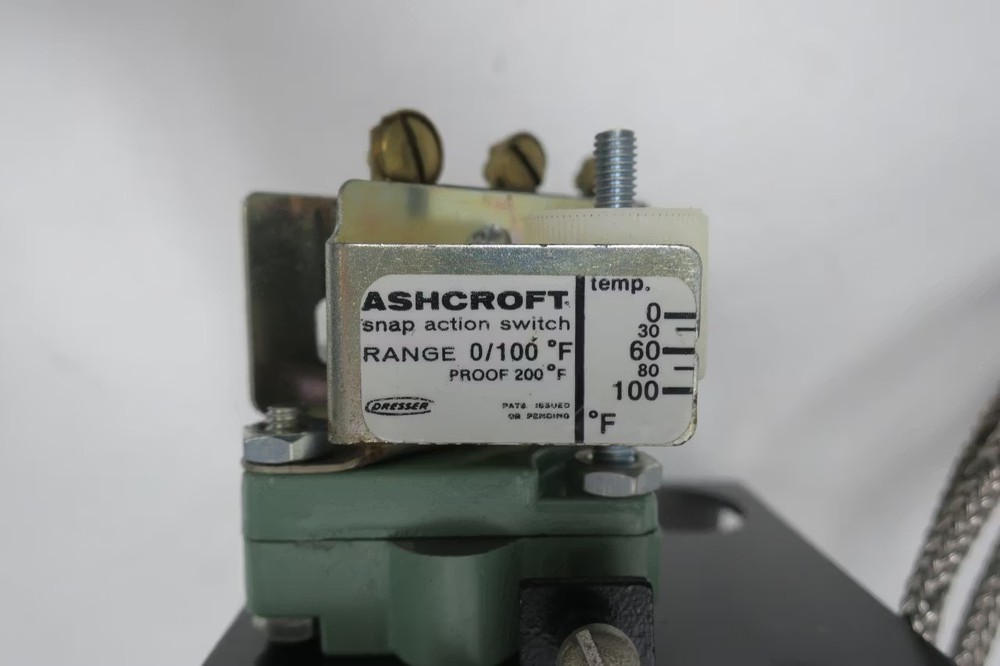 ASHCROFT
snap action switch
RANGE 0/100 °F
PROOF 200 °F
DRESSER
PATS ISSUED
OR PENDING
temp.
0
30
60
80
100
°F